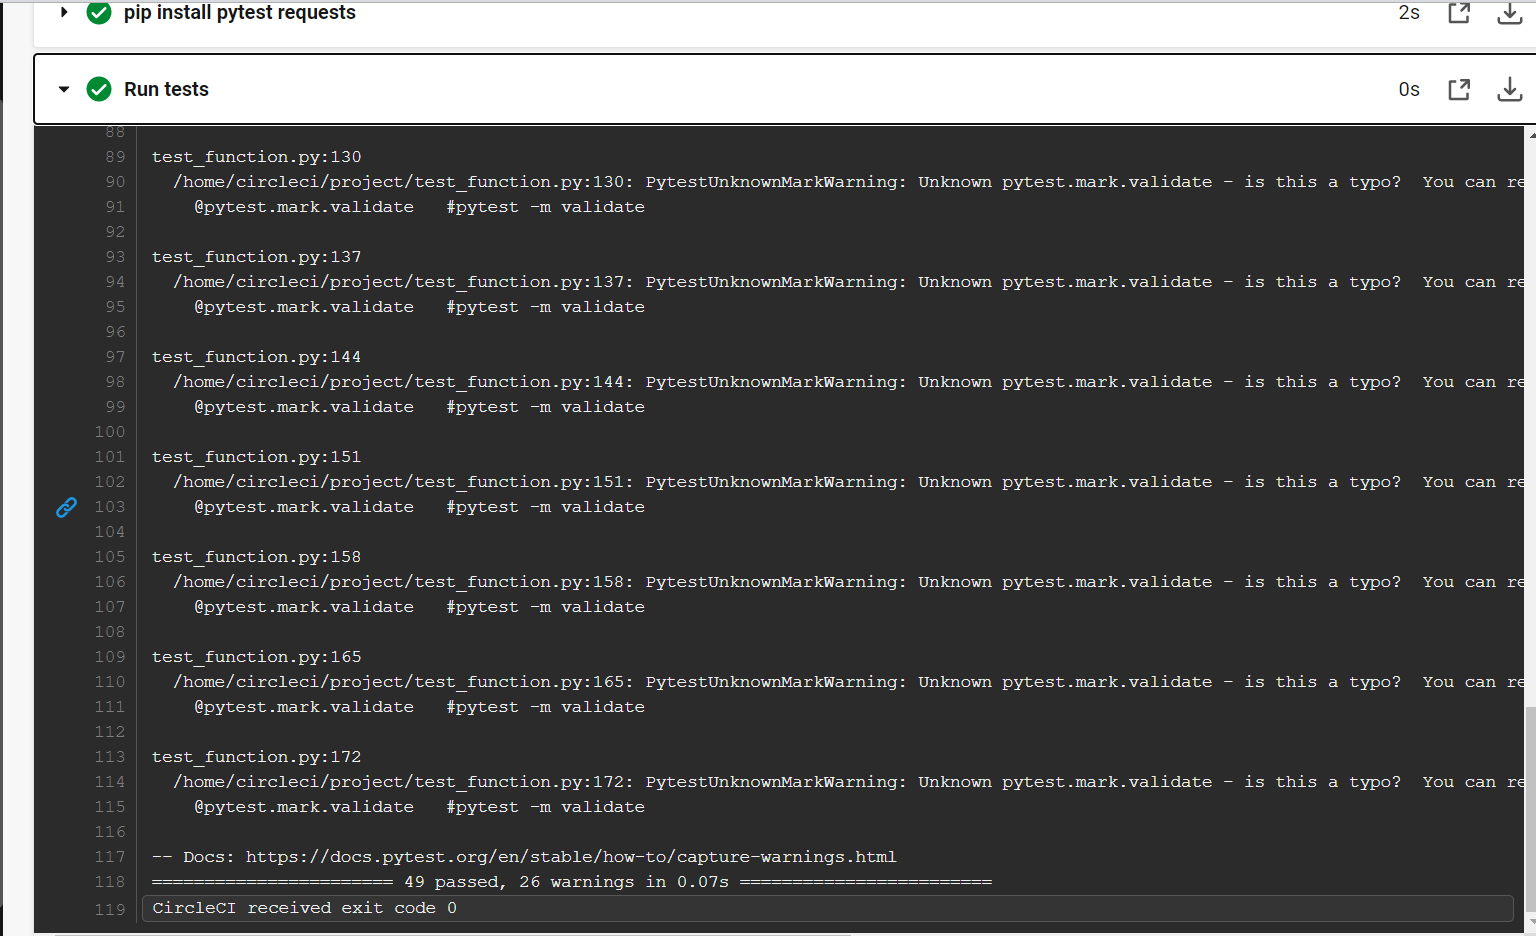 pip install pytest requests 2s
Run tests 0s
88
89 test_function.py:130
90 /home/circleci/project/test_function.py:130: PytestUnknownMarkWarning: Unknown pytest.mark.validate - is this a typo?  You can re
91 @pytest.mark.validate   #pytest -m validate
92
93 test_function.py:137
94 /home/circleci/project/test_function.py:137: PytestUnknownMarkWarning: Unknown pytest.mark.validate - is this a typo?  You can re
95 @pytest.mark.validate   #pytest -m validate
96
97 test_function.py:144
98 /home/circleci/project/test_function.py:144: PytestUnknownMarkWarning: Unknown pytest.mark.validate - is this a typo?  You can re
99 @pytest.mark.validate   #pytest -m validate
100
101 test_function.py:151
102 /home/circleci/project/test_function.py:151: PytestUnknownMarkWarning: Unknown pytest.mark.validate - is this a typo?  You can re
103 @pytest.mark.validate   #pytest -m validate
104
105 test_function.py:158
106 /home/circleci/project/test_function.py:158: PytestUnknownMarkWarning: Unknown pytest.mark.validate - is this a typo?  You can re
107 @pytest.mark.validate   #pytest -m validate
108
109 test_function.py:165
110 /home/circleci/project/test_function.py:165: PytestUnknownMarkWarning: Unknown pytest.mark.validate - is this a typo?  You can re
111 @pytest.mark.validate   #pytest -m validate
112
113 test_function.py:172
114 /home/circleci/project/test_function.py:172: PytestUnknownMarkWarning: Unknown pytest.mark.validate - is this a typo?  You can re
115 @pytest.mark.validate   #pytest -m validate
116
117 -- Docs: https://docs.pytest.org/en/stable/how-to/capture-warnings.html
118 ======================= 49 passed, 26 warnings in 0.07s ========================
119 CircleCI received exit code 0